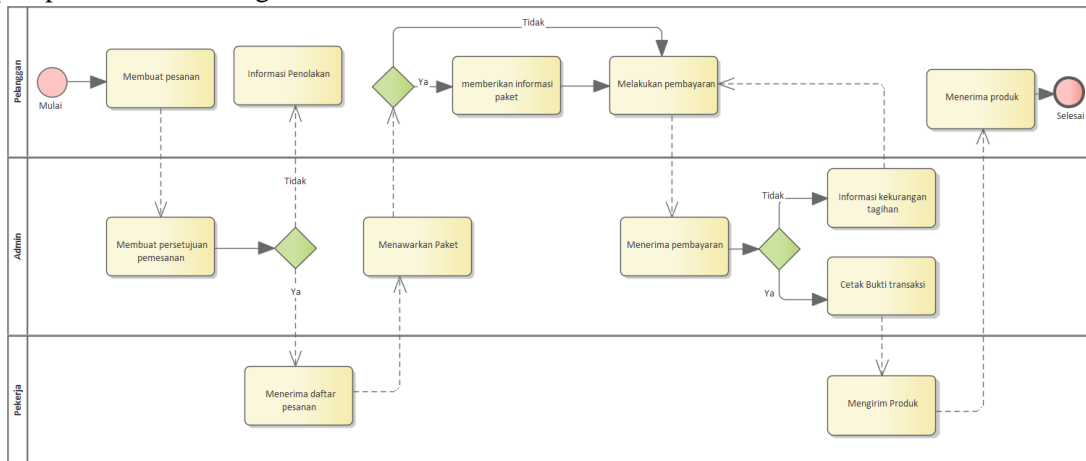 Tidak
Pelanggan
Mulai
Membuat pesanan
Informasi Penolakan
Ya
memberikan informasi
paket
Melakukan pembayaran
Menerima produk
Selesai
Admin
Membuat persetujuan
pemesanan
Tidak
Ya
Menawarkan Paket
Menerima pembayaran
Tidak
Ya
Informasi kekurangan
tagihan
Cetak Bukti transaksi
Pekerja
Menerima daftar
pesanan
Mengirim Produk